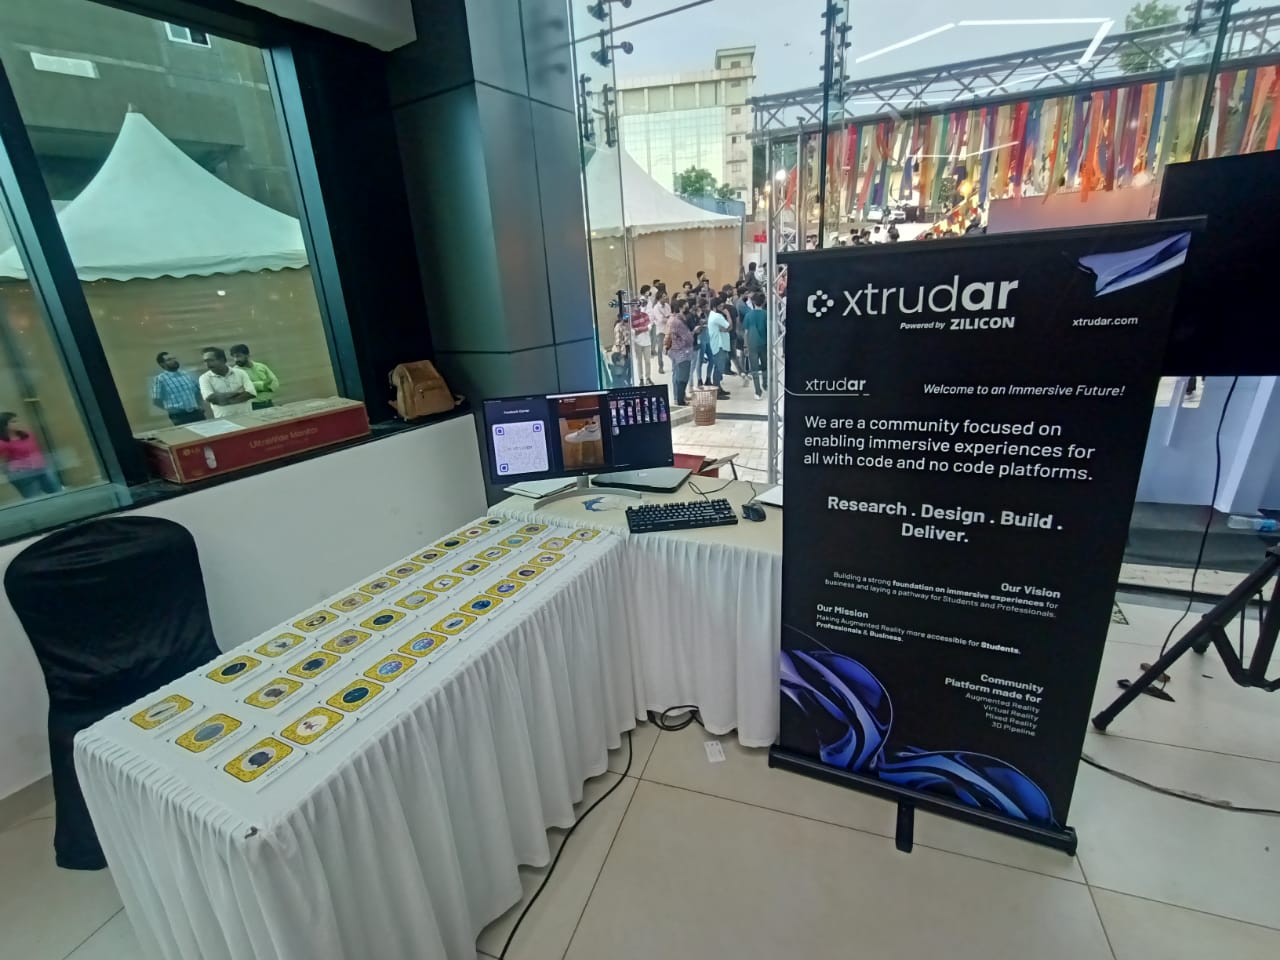 xtrudar
Powered by ZILICON
xtrudar.com
xtrudar
Welcome to an Immersive Future!
We are a community focused on
enabling immersive experiences for
all with code and no code platforms.
Research . Design . Build .
Deliver.
Our Vision
Building a strong foundation on immersive experiences for
business and laying a pathway for Students and Professionals.
Our Mission
Making Augmented Reality more accessible for Students,
Professionals & Business.
Community
Platform made for
Augmented Reality
Virtual Reality
Mixed Reality
3D Pipeline
LG
UltraWide Monitor